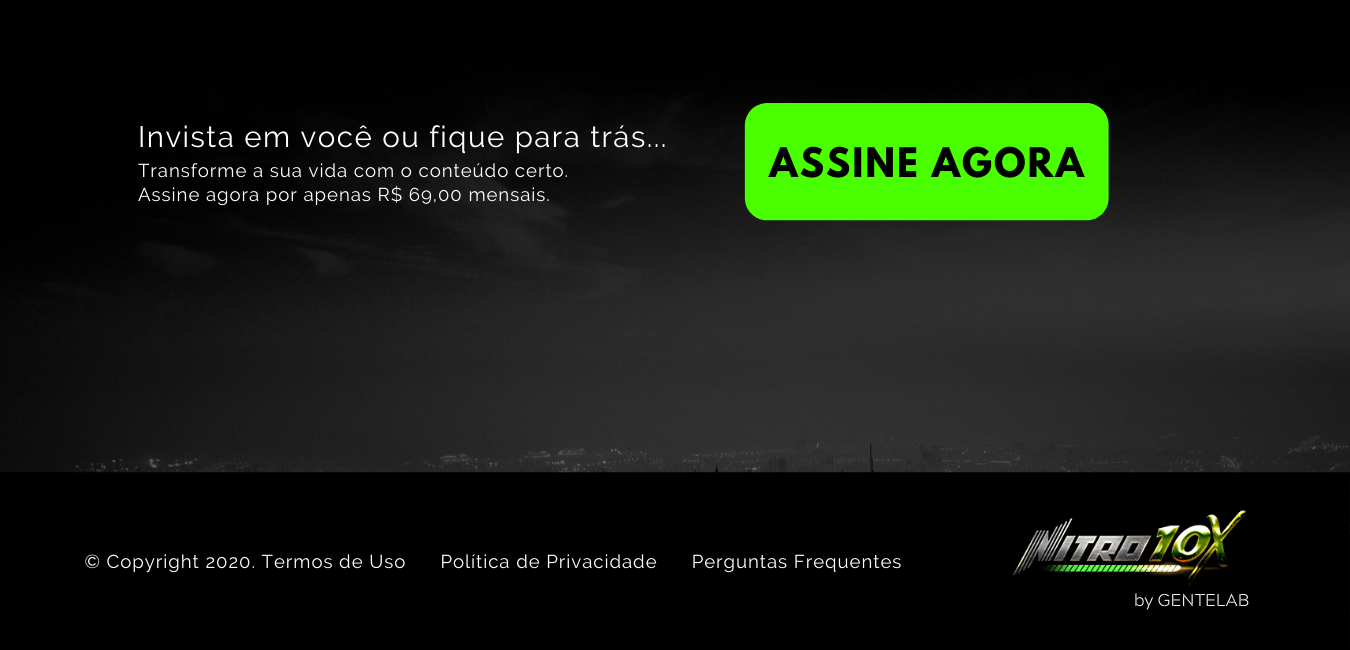 Invista em você ou fique para trás...
Transforme a sua vida com o conteúdo certo.
Assine agora por apenas R$ 69,00 mensais.
ASSINE AGORA
© Copyright 2020. Termos de Uso
Política de Privacidade
Perguntas Frequentes
NITRO 10X
by GENTELAB